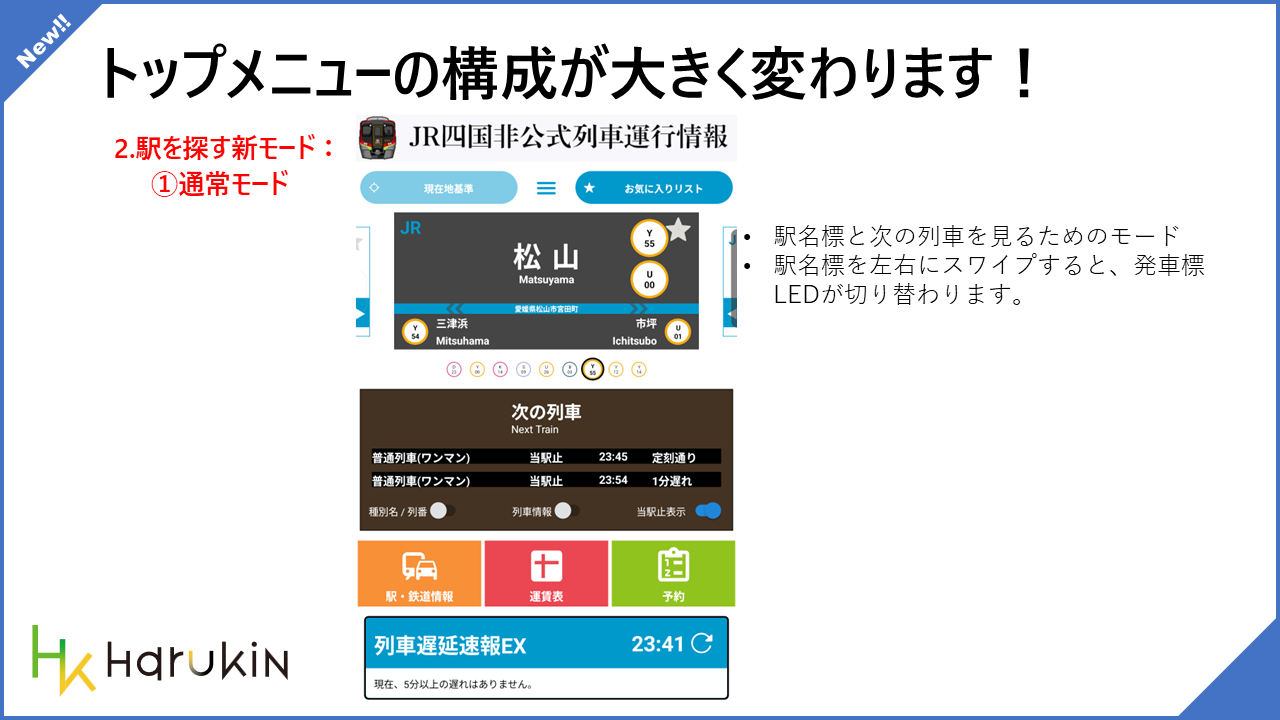 New!!
トップメニューの構成が大きく変わります！
2.駅を探す新モード：
①通常モード
JR四国非公式列車運行情報
現在地基準
お気に入りリスト
JR
松山
Matsuyama
Y
55
U
00
愛媛県松山市宮田町
Y
54
三津浜
Mitsuhama
市坪
Ichitsubo
U
01
Y
55
次の列車
Next Train
普通列車(ワンマン) 当駅止 23:45 定刻通り
普通列車(ワンマン) 当駅止 23:54 1分遅れ
種別名 / 列番 列車情報 当駅止表示
駅・鉄道情報 運賃表 予約
列車遅延速報EX 23:41
現在、5分以上の遅れはありません。
• 駅名標と次の列車を見るためのモード
• 駅名標を左右にスワイプすると、発車標
LEDが切り替わります。
HK HarukiN